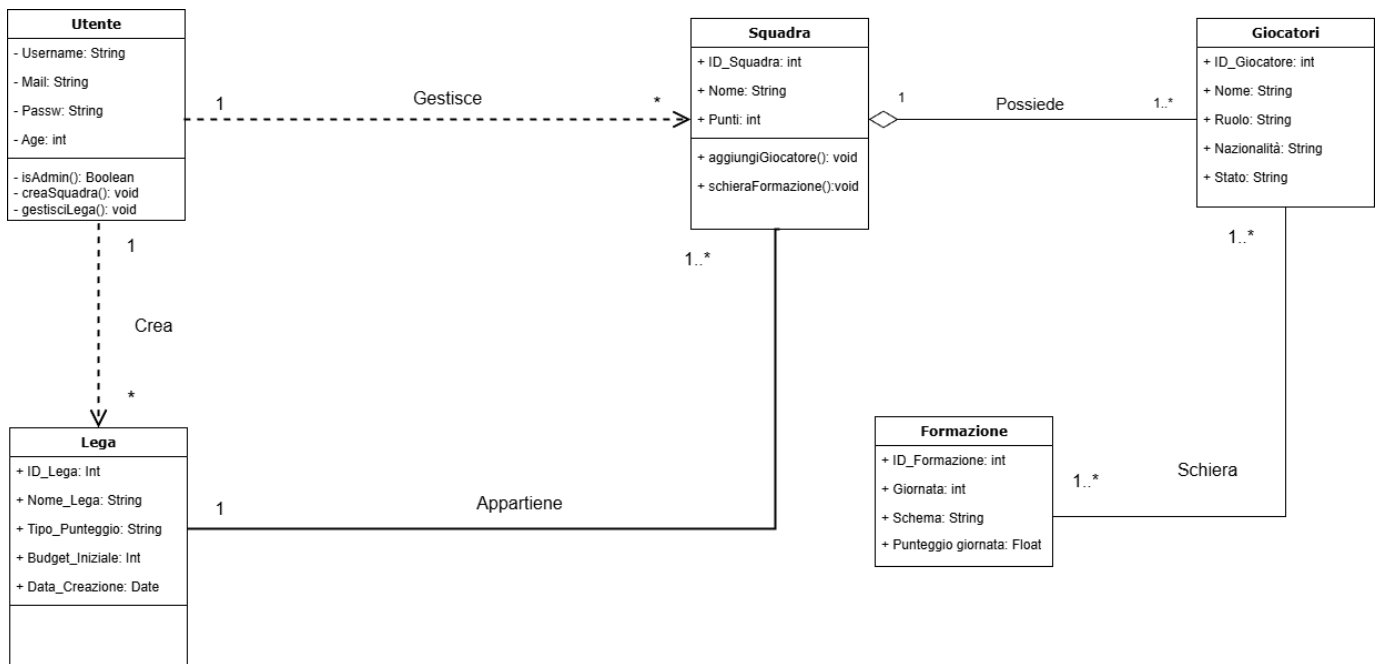 Utente
- Username: String
- Mail: String
- Passw: String
- Age: int
- isAdmin(): Boolean
- creaSquadra(): void
- gestisciLega(): void
1
Gestisce
*
Squadra
+ ID_Squadra: int
+ Nome: String
+ Punti: int
+ aggiungiGiocatore(): void
+ schieraFormazione():void
1
Possiede
1..*
Giocatori
+ ID_Giocatore: int
+ Nome: String
+ Ruolo: String
+ Nazionalità: String
+ Stato: String
1
Crea
*
1..*
1..*
Lega
+ ID_Lega: Int
+ Nome_Lega: String
+ Tipo_Punteggio: String
+ Budget_Iniziale: Int
+ Data_Creazione: Date
1
Appartiene
Formazione
+ ID_Formazione: int
+ Giornata: int
+ Schema: String
+ Punteggio giornata: Float
1..*
Schiera